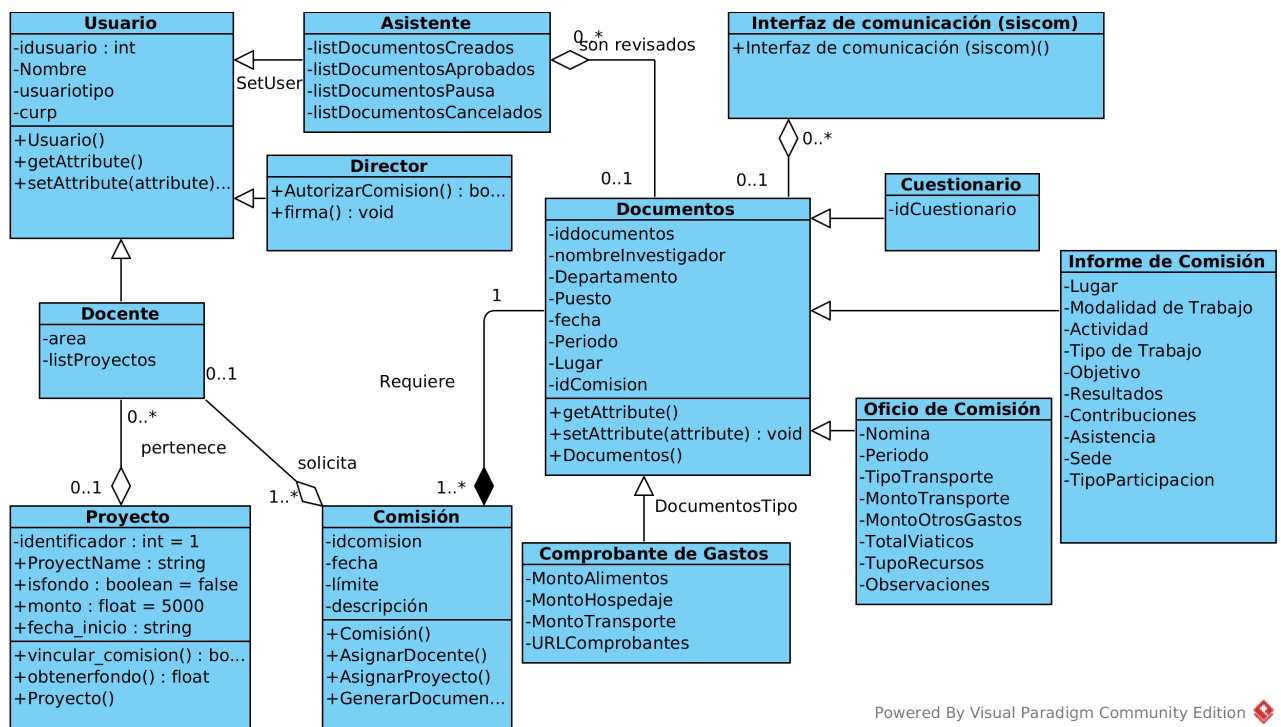 Usuario
-idusuario : int
-Nombre
-usuariotipo
-curp
+Usuario()
+getAttribute()
+setAttribute(attribute)...
SetUser
Asistente
-listDocumentosCreados
-listDocumentosAprobados
-listDocumentosPausa
-listDocumentosCancelados
0..*
son revisados
0..1
Interfaz de comunicación (siscom)
+Interfaz de comunicación (siscom)()
0..*
0..1
Director
+AutorizarComision() : bo...
+firma() : void
Documentos
-iddocumentos
-nombreInvestigador
-Departamento
-Puesto
-fecha
-Periodo
-Lugar
-idComision
+getAttribute()
+setAttribute(attribute) : void
+Documentos()
Cuestionario
-idCuestionario
Informe de Comisión
-Lugar
-Modalidad de Trabajo
-Actividad
-Tipo de Trabajo
-Objetivo
-Resultados
-Contribuciones
-Asistencia
-Sede
-TipoParticipacion
Docente
-area
-listProyectos
0..1
0..*
pertenece
0..1
solicita
1..*
1
Requiere
1..*
Oficio de Comisión
-Nomina
-Periodo
-TipoTransporte
-MontoTransporte
-MontoOtrosGastos
-TotalViaticos
-TupoRecursos
-Observaciones
DocumentosTipo
Proyecto
-identificador : int = 1
+ProyectName : string
+isfondo : boolean = false
+monto : float = 5000
+fecha_inicio : string
+vincular_comision() : bo...
+obtenerfondo() : float
+Proyecto()
Comisión
-idcomision
-fecha
-límite
-descripción
+Comisión()
+AsignarDocente()
+AsignarProyecto()
+GenerarDocumen...
Comprobante de Gastos
-MontoAlimentos
-MontoHospedaje
-MontoTransporte
-URLComprobantes
Powered By Visual Paradigm Community Edition